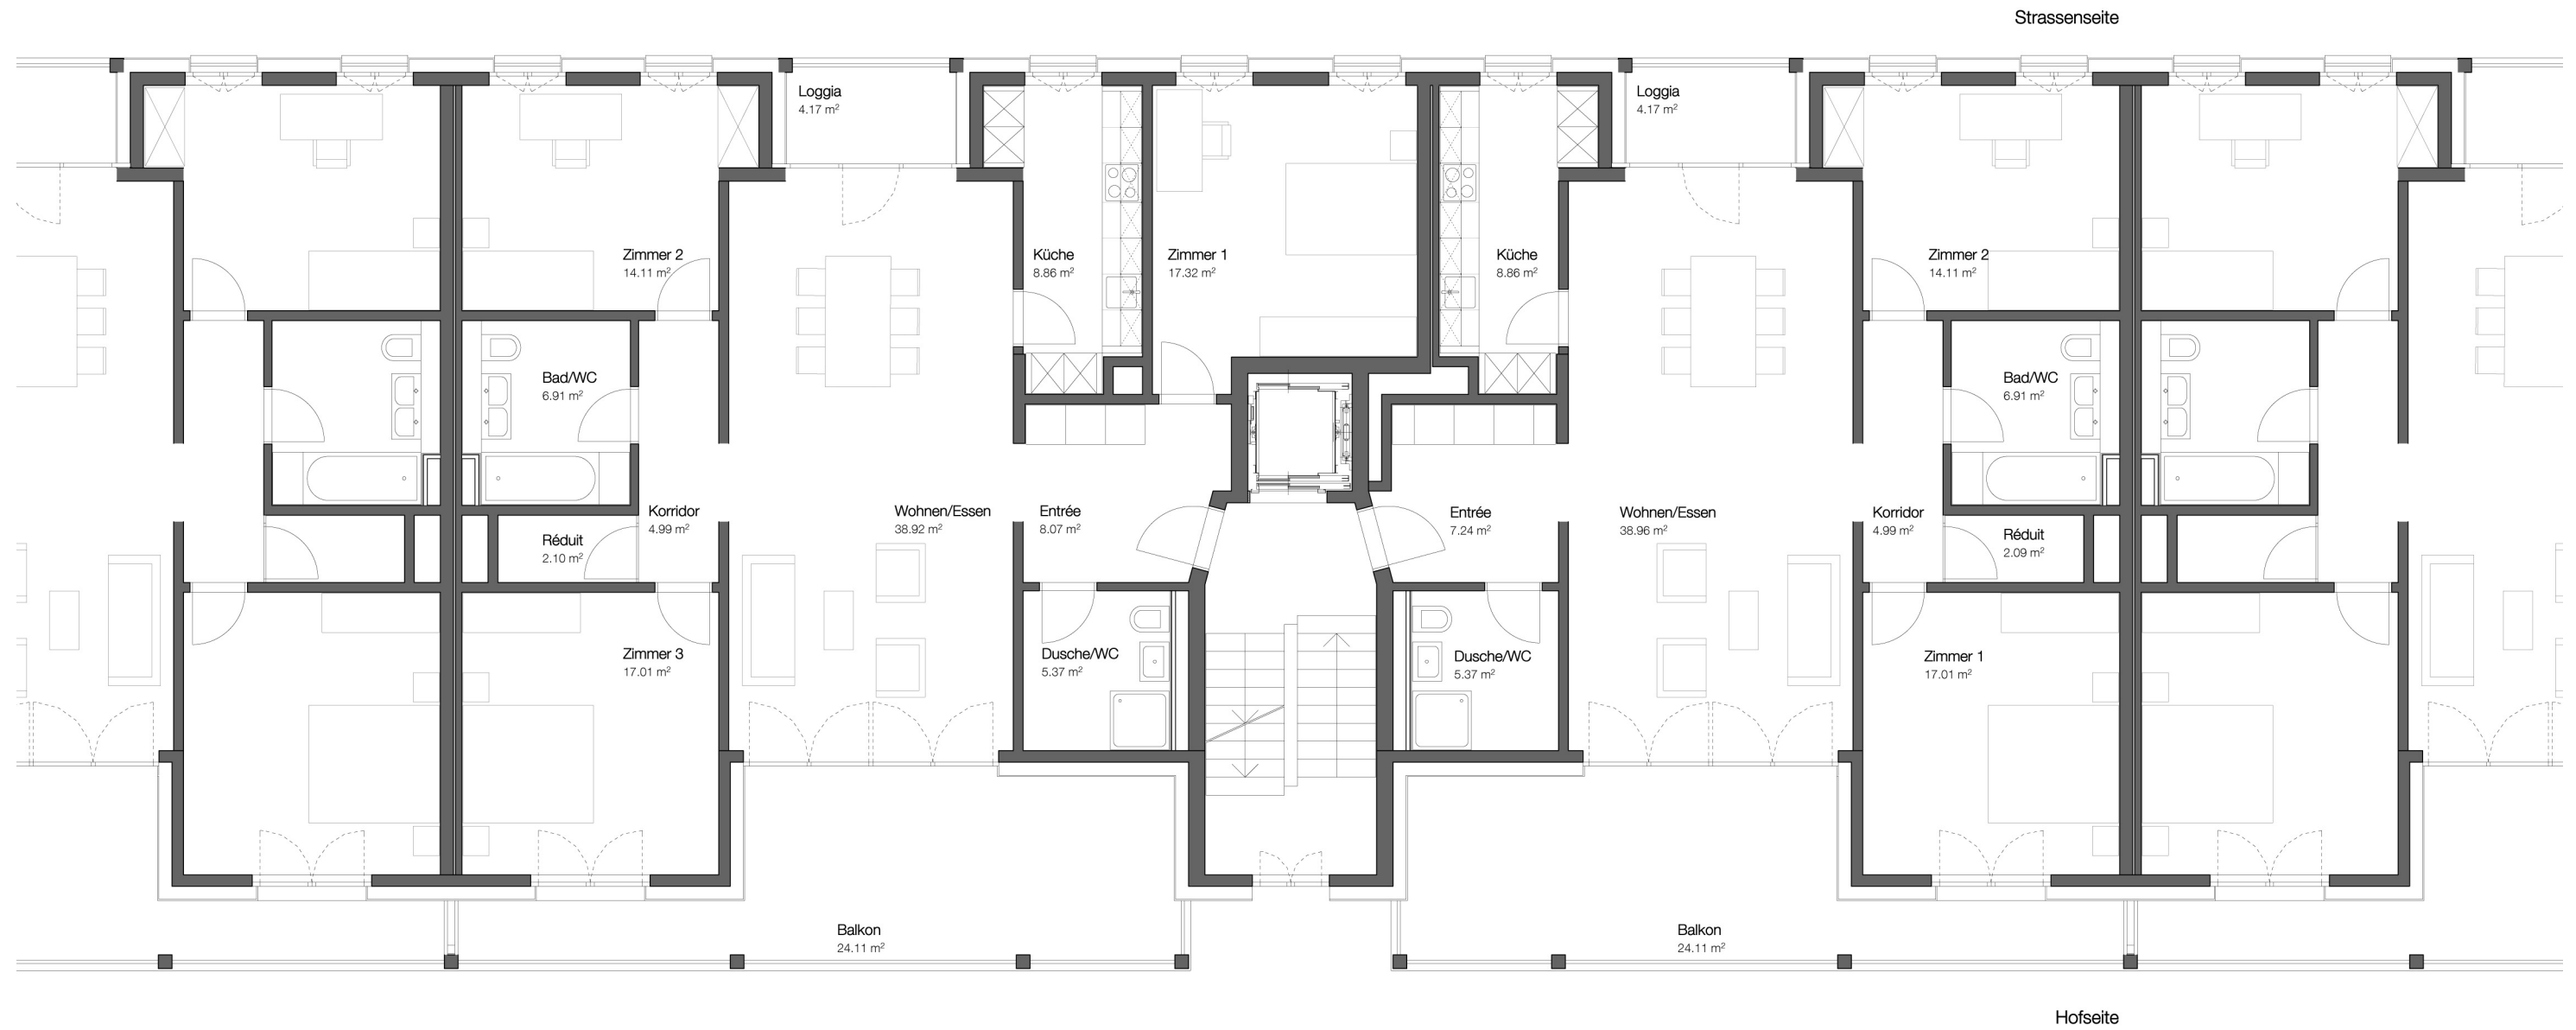 Strassenseite
Loggia
4.17 m²
Loggia
4.17 m²
Zimmer 2
14.11 m²
Küche
8.86 m²
Zimmer 1
17.32 m²
Küche
8.86 m²
Zimmer 2
14.11 m²
Bad/WC
6.91 m²
Bad/WC
6.91 m²
Korridor
4.99 m²
Wohnen/Essen
38.92 m²
Entrée
8.07 m²
Entrée
7.24 m²
Wohnen/Essen
38.96 m²
Korridor
4.99 m²
Réduit
2.10 m²
Réduit
2.09 m²
Zimmer 3
17.01 m²
Dusche/WC
5.37 m²
Dusche/WC
5.37 m²
Zimmer 1
17.01 m²
Balkon
24.11 m²
Balkon
24.11 m²
Hofseite